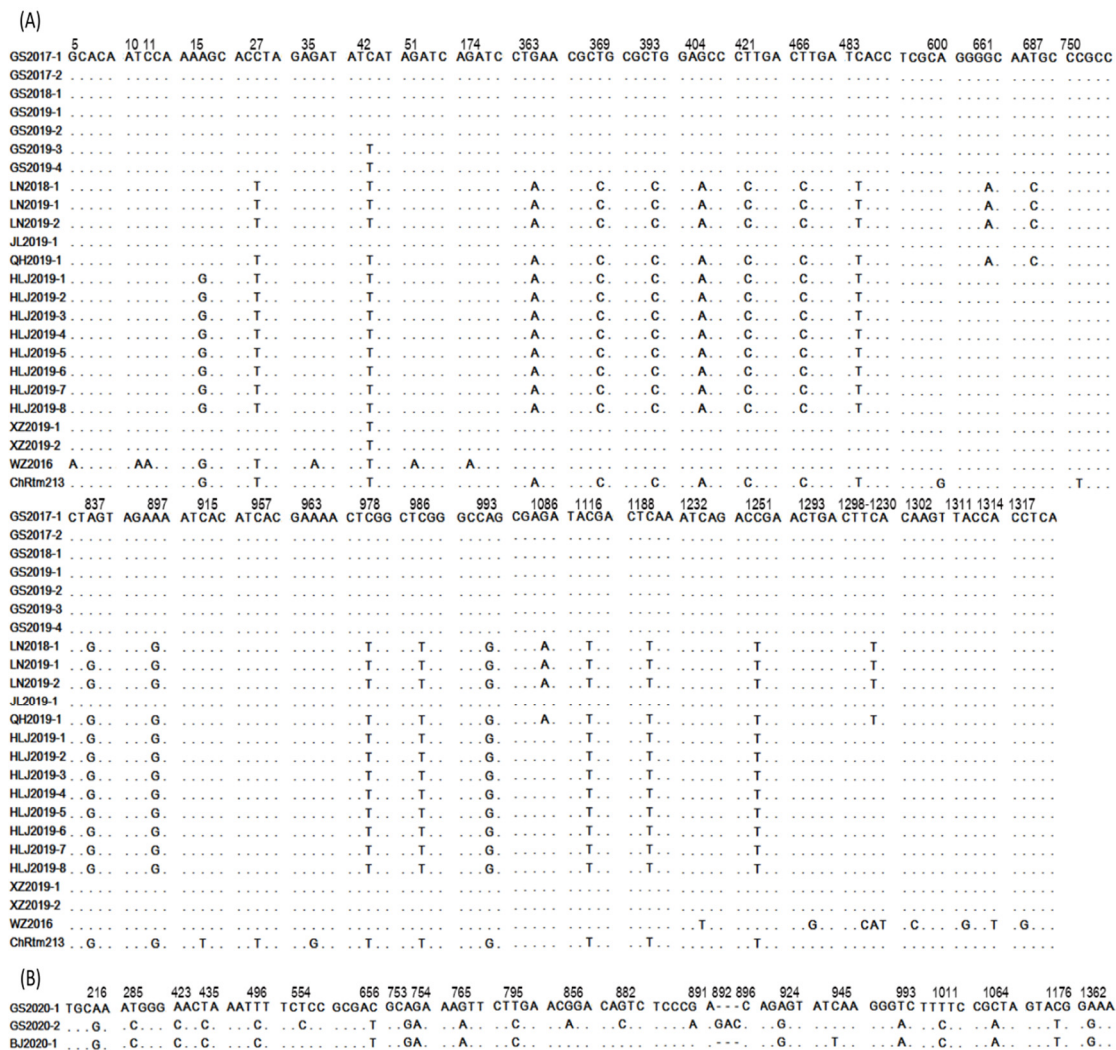 (A)
5 10 11 15 27 35 42 51 174 363 369 393 404 421 466 483 600 661 687 750
GS2017-1 GCACA ATCCA AAAGC ACCTA GAGAT ATCAT AGATC AGATC CTGAA CGCTG CGCTG GAGCC CTTGA CTTGA TCACC TCGCA GGGGC AATGC CCGCC
GS2017-2 ..... ..... ..... ..... ..... ..... ..... ..... ..... ..... ..... ..... ..... ..... ..... ..... ..... ..... .....
GS2018-1 ..... ..... ..... ..... ..... ..... ..... ..... ..... ..... ..... ..... ..... ..... ..... ..... ..... ..... .....
GS2019-1 ..... ..... ..... ..... ..... ..... ..... ..... ..... ..... ..... ..... ..... ..... ..... ..... ..... ..... .....
GS2019-2 ..... ..... ..... ..... ..... ..... ..... ..... ..... ..... ..... ..... ..... ..... ..... ..... ..... ..... .....
GS2019-3 ..... ..... ..... ..... ..... ..T.. ..... ..... ..... ..... ..... ..... ..... ..... ..... ..... ..... ..... .....
GS2019-4 ..... ..... ..... ..... ..... ..T.. ..... ..... ..... ..... ..... ..... ..... ..... ..... ..... ..... ..... .....
LN2018-1 ..... ..... ..... ..T.. ..... ..T.. ..... ..... ..A.. ..C.. ..C.. ..A.. ..C.. ..C.. ..T.. ..... ..A.. ..C.. .....
LN2019-1 ..... ..... ..... ..T.. ..... ..T.. ..... ..... ..A.. ..C.. ..C.. ..A.. ..C.. ..C.. ..T.. ..... ..A.. ..C.. .....
LN2019-2 ..... ..... ..... ..T.. ..... ..T.. ..... ..... ..A.. ..C.. ..C.. ..A.. ..C.. ..C.. ..T.. ..... ..A.. ..C.. .....
JL2019-1 ..... ..... ..... ..... ..... ..... ..... ..... ..... ..... ..... ..... ..... ..... ..... ..... ..... ..... .....
QH2019-1 ..... ..... ..... ..T.. ..... ..T.. ..... ..... ..A.. ..C.. ..C.. ..A.. ..C.. ..C.. ..T.. ..... ..A.. ..C.. .....
HLJ2019-1 ..... ..... ..G.. ..T.. ..... ..T.. ..... ..... ..A.. ..C.. ..C.. ..A.. ..C.. ..C.. ..T.. ..... ..... ..... .....
HLJ2019-2 ..... ..... ..G.. ..T.. ..... ..T.. ..... ..... ..A.. ..C.. ..C.. ..A.. ..C.. ..C.. ..T.. ..... ..... ..... .....
HLJ2019-3 ..... ..... ..G.. ..T.. ..... ..T.. ..... ..... ..A.. ..C.. ..C.. ..A.. ..C.. ..C.. ..T.. ..... ..... ..... .....
HLJ2019-4 ..... ..... ..G.. ..T.. ..... ..T.. ..... ..... ..A.. ..C.. ..C.. ..A.. ..C.. ..C.. ..T.. ..... ..... ..... .....
HLJ2019-5 ..... ..... ..G.. ..T.. ..... ..T.. ..... ..... ..A.. ..C.. ..C.. ..A.. ..C.. ..C.. ..T.. ..... ..... ..... .....
HLJ2019-6 ..... ..... ..G.. ..T.. ..... ..T.. ..... ..... ..A.. ..C.. ..C.. ..A.. ..C.. ..C.. ..T.. ..... ..... ..... .....
HLJ2019-7 ..... ..... ..G.. ..T.. ..... ..T.. ..... ..... ..A.. ..C.. ..C.. ..A.. ..C.. ..C.. ..T.. ..... ..... ..... .....
HLJ2019-8 ..... ..... ..G.. ..T.. ..... ..T.. ..... ..... ..A.. ..C.. ..C.. ..A.. ..C.. ..C.. ..T.. ..... ..... ..... .....
XZ2019-1 ..... ..... ..... ..... ..... ..T.. ..... ..... ..... ..... ..... ..... ..... ..... ..... ..... ..... ..... .....
XZ2019-2 ..... ..... ..... ..... ..... ..T.. ..... ..... ..... ..... ..... ..... ..... ..... ..... ..... ..... ..... .....
WZ2016 A.... .AA.. ..G.. ..T.. ..A.. ..T.. ..A.. ..A.. ..... ..... ..... ..... ..... ..... ..... ..... ..... ..... .....
ChRtm213 ..... ..... ..G.. ..T.. ..... ..T.. ..... ..... ..A.. ..C.. ..C.. ..A.. ..C.. ..C.. ..T.. ....G ..... ..... ..T..
837 897 915 957 963 978 986 993 1086 1116 1188 1232 1251 1293 1298-1230 1302 1311 1314 1317
GS2017-1 CTAGT AGAAA ATCAC ATCAC GAAAA CTCGG CTCGG GCCAG CGAGA TACGA CTCAA ATCAG ACCGA ACTGA CTTCA CAAGT TACCA CCTCA
GS2017-2 ..... ..... ..... ..... ..... ..... ..... ..... ..... ..... ..... ..... ..... ..... ..... ..... ..... .....
GS2018-1 ..... ..... ..... ..... ..... ..... ..... ..... ..... ..... ..... ..... ..... ..... ..... ..... ..... .....
GS2019-1 ..... ..... ..... ..... ..... ..... ..... ..... ..... ..... ..... ..... ..... ..... ..... ..... ..... .....
GS2019-2 ..... ..... ..... ..... ..... ..... ..... ..... ..... ..... ..... ..... ..... ..... ..... ..... ..... .....
GS2019-3 ..... ..... ..... ..... ..... ..... ..... ..... ..... ..... ..... ..... ..... ..... ..... ..... ..... .....
GS2019-4 ..... ..... ..... ..... ..... ..... ..... ..... ..... ..... ..... ..... ..... ..... ..... ..... ..... .....
LN2018-1 ..G.. ..G.. ..... ..... ..... ..T.. ..T.. ...G. ...A. ..T.. ..T.. ..... ..T.. ..... ..T.. ..... ..... .....
LN2019-1 ..G.. ..G.. ..... ..... ..... ..T.. ..T.. ...G. ...A. ..T.. ..T.. ..... ..T.. ..... ..T.. ..... ..... .....
LN2019-2 ..G.. ..G.. ..... ..... ..... ..T.. ..T.. ...G. ...A. ..T.. ..T.. ..... ..T.. ..... ..T.. ..... ..... .....
JL2019-1 ..... ..... ..... ..... ..... ..... ..... ..... ..... ..... ..... ..... ..... ..... ..... ..... ..... .....
QH2019-1 ..G.. ..G.. ..... ..... ..... ..T.. ..T.. ...G. ...A. ..T.. ..T.. ..... ..T.. ..... ..T.. ..... ..... .....
HLJ2019-1 ..G.. ..G.. ..... ..... ..... ..T.. ..T.. ...G. ..... ..T.. ..T.. ..... ..T.. ..... ..... ..... ..... .....
HLJ2019-2 ..G.. ..G.. ..... ..... ..... ..T.. ..T.. ...G. ..... ..T.. ..T.. ..... ..T.. ..... ..... ..... ..... .....
HLJ2019-3 ..G.. ..G.. ..... ..... ..... ..T.. ..T.. ...G. ..... ..T.. ..T.. ..... ..T.. ..... ..... ..... ..... .....
HLJ2019-4 ..G.. ..G.. ..... ..... ..... ..T.. ..T.. ...G. ..... ..T.. ..T.. ..... ..T.. ..... ..... ..... ..... .....
HLJ2019-5 ..G.. ..G.. ..... ..... ..... ..T.. ..T.. ...G. ..... ..T.. ..T.. ..... ..T.. ..... ..... ..... ..... .....
HLJ2019-6 ..G.. ..G.. ..... ..... ..... ..T.. ..T.. ...G. ..... ..T.. ..T.. ..... ..T.. ..... ..... ..... ..... .....
HLJ2019-7 ..G.. ..G.. ..... ..... ..... ..T.. ..T.. ...G. ..... ..T.. ..T.. ..... ..T.. ..... ..... ..... ..... .....
HLJ2019-8 ..G.. ..G.. ..... ..... ..... ..T.. ..T.. ...G. ..... ..T.. ..T.. ..... ..T.. ..... ..... ..... ..... .....
XZ2019-1 ..... ..... ..... ..... ..... ..... ..... ..... ..... ..... ..... ..... ..... ..... ..... ..... ..... .....
XZ2019-2 ..... ..... ..... ..... ..... ..... ..... ..... ..... ..... ..... ..... ..... ..... ..... ..... ..... .....
WZ2016 ..... ..... ..... ..... ..... ..... ..... ..... ..... ..... ..... ..T.. ..... ..G.. .CAT. .C... G..T. .G...
ChRtm213 ..G.. ..G.. ..T.. ..T.. ..G.. ..T.. ..T.. ...G. ..... ..T.. ..T.. ..... ..T.. ..... ..... ..... ..... .....
(B)
216 285 423 435 496 554 656 753 754 765 795 856 882 892 896 924 945 993 1011 1064 1176 1362
GS2020-1 TGCAA ATGGG AACTA AATTT TCTCC GCGAC GCAGA AAGTTC TTGAA CGGACAGTC TCCCG A---C AGAGT ATCAA GGGTC TTTTC CGCTA GTACG GAAA
GS2020-2 ..G.. .C... C..C. ..C.. ..C.. ...T. .GA.. .A... C.... A...C.. ...A .GAC. ..G.. ..... ..A.. .C... A.... T..G..
BJ2020-1 ..G.. .C... C..C. ..C.. ..... ...T. .GA.. .A... C.... ....... .... .---. ..G.. ..T.. ..A.. .C... A.... T..G..